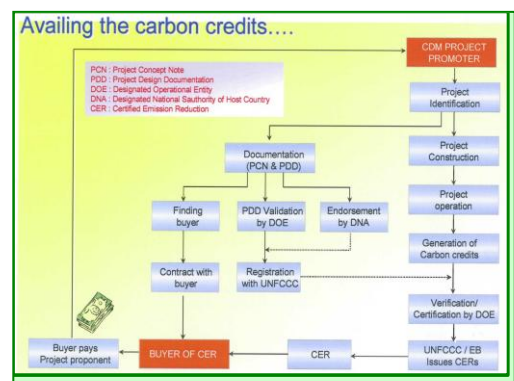 Availing the carbon credits....
CDM PROJECT
PROMOTER
PCN : Project Concept Note
PDD : Project Design Documentation
DOE : Designated Operational Entity
DNA : Designated National Sauthority of Host Country
CER : Certified Emission Reduction
Project
Identification
Documentation
(PCN & PDD)
Project
Construction
Project
operation
Finding
buyer
PDD Validation
by DOE
Endorsement
by DNA
Generation of
Carbon credits
Contract with
buyer
Registration
with UNFCCC
Verification/
Certification by DOE
Buyer pays
Project proponent
BUYER OF CER
CER
UNFCCC / EB
Issues CERs